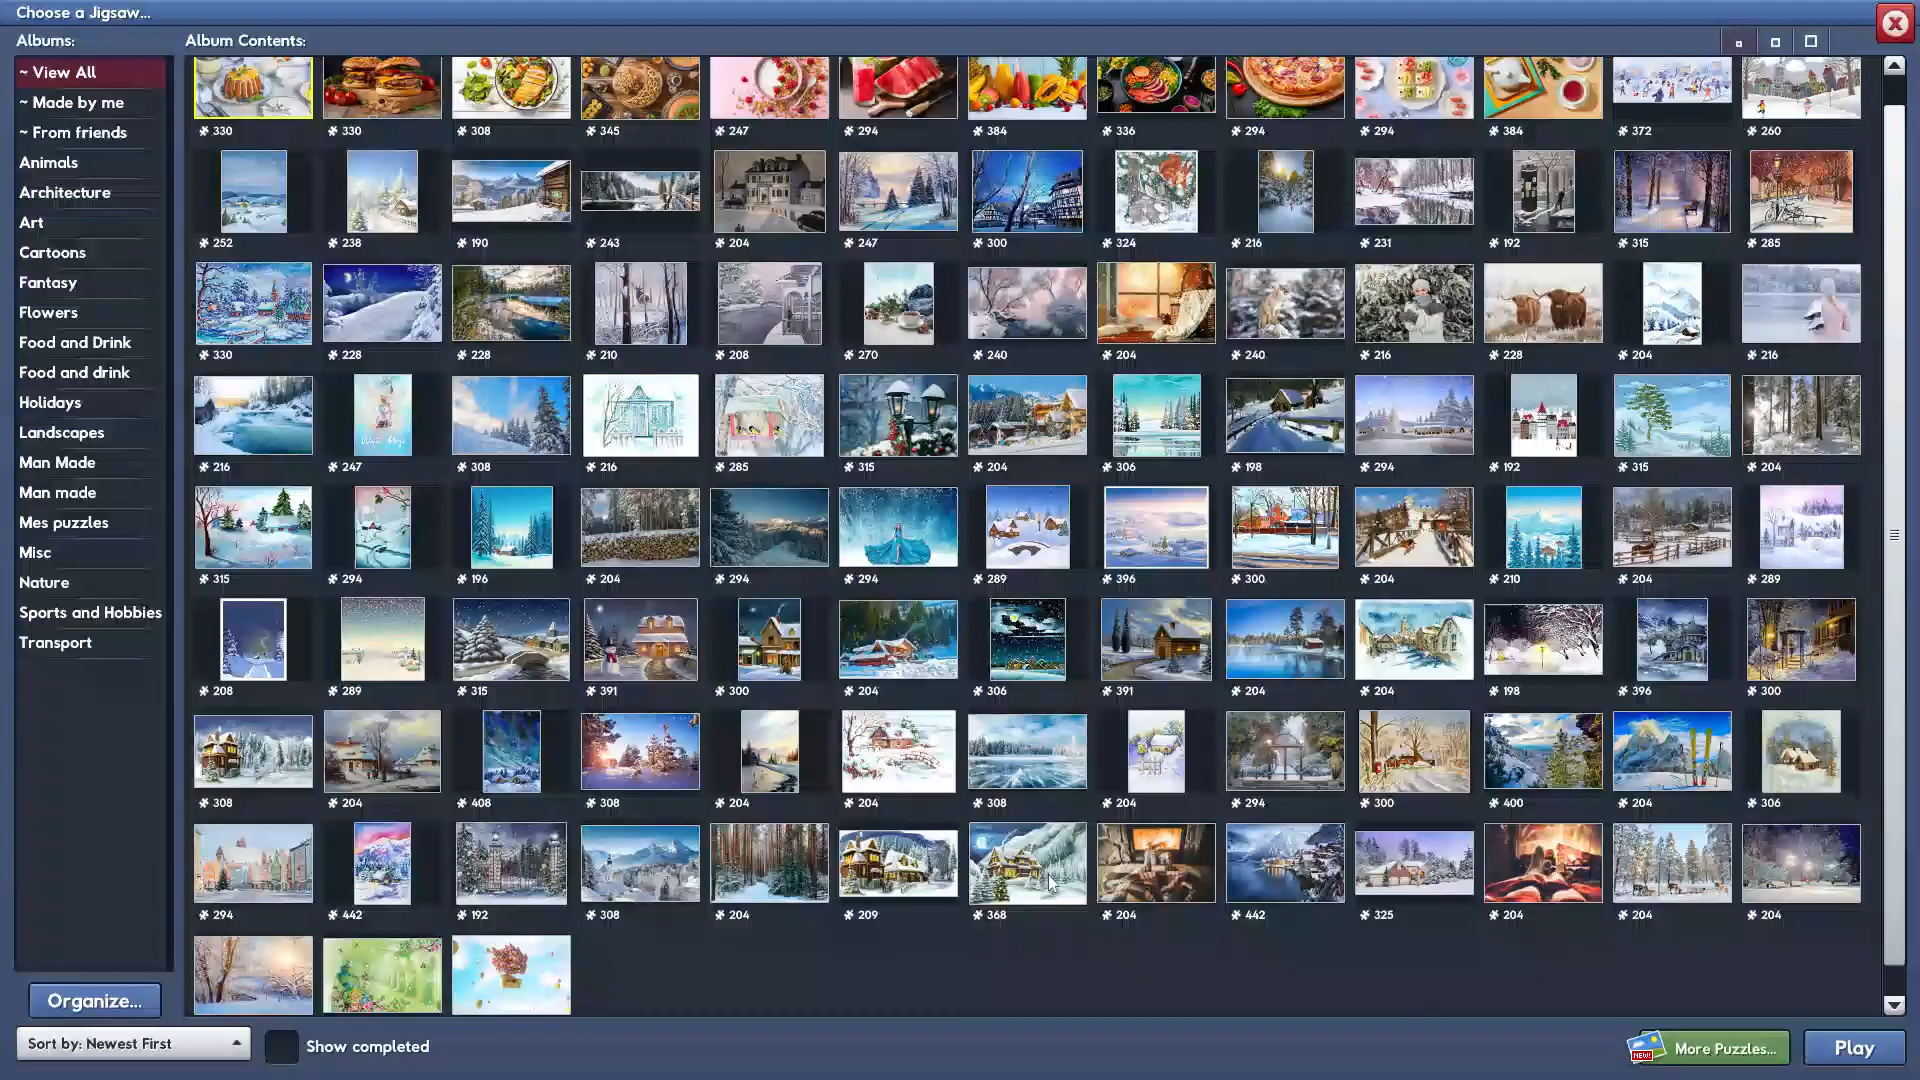 Choose a Jigsaw...
Albums:
Album Contents:
~ View All
~ Made by me
~ From friends
Animals
Architecture
Art
Cartoons
Fantasy
Flowers
Food and Drink
Food and drink
Holidays
Landscapes
Man Made
Man made
Mes puzzles
Misc
Nature
Sports and Hobbies
Transport
330 330 308 345 247 294 384 336 294 294 384 372 260
252 238 190 243 204 247 300 324 216 231 192 315 285
330 228 228 210 208 270 240 204 240 216 228 204 216
216 247 308 216 285 315 204 306 198 294 192 315 204
315 294 196 204 294 294 289 396 300 204 210 204 289
208 289 315 391 300 204 306 391 204 204 198 396 300
308 204 408 308 204 204 308 204 294 300 400 204 306
294 442 192 308 204 209 368 204 442 325 204 204 204
Organize...
Sort by: Newest First
Show completed
NEW!
More Puzzles...
Play